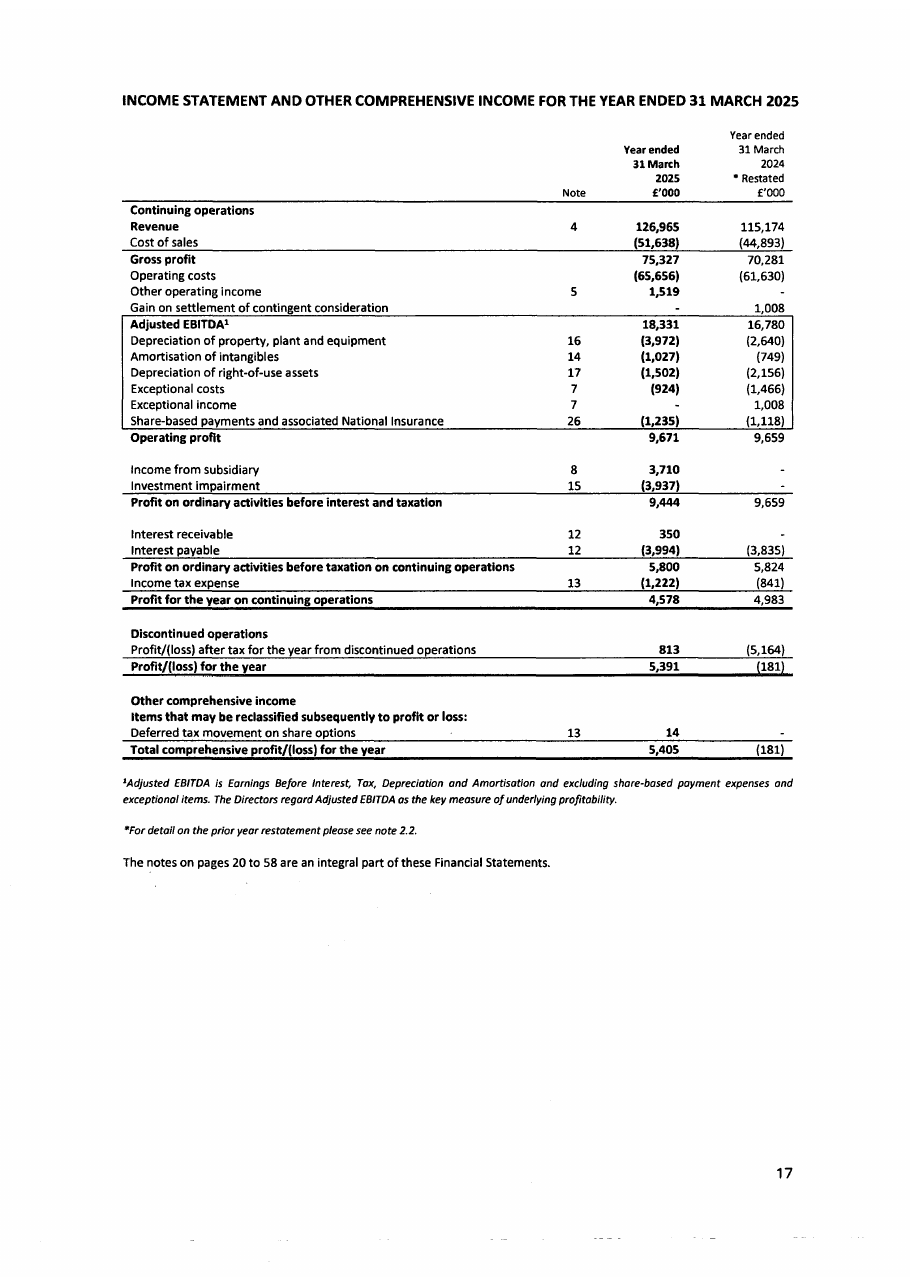 INCOME STATEMENT AND OTHER COMPREHENSIVE INCOME FOR THE YEAR ENDED 31 MARCH 2025
Year ended
Year ended 31 March
31 March 2024
2025 * Restated
Note £'000 £'000
Continuing operations
Revenue 4 126,965 115,174
Cost of sales (51,638) (44,893)
Gross profit 75,327 70,281
Operating costs (65,656) (61,630)
Other operating income 5 1,519 -
Gain on settlement of contingent consideration - 1,008
Adjusted EBITDA¹ 18,331 16,780
Depreciation of property, plant and equipment 16 (3,972) (2,640)
Amortisation of intangibles 14 (1,027) (749)
Depreciation of right-of-use assets 17 (1,502) (2,156)
Exceptional costs 7 (924) (1,466)
Exceptional income 7 - 1,008
Share-based payments and associated National Insurance 26 (1,235) (1,118)
Operating profit 9,671 9,659
Income from subsidiary 8 3,710 -
Investment impairment 15 (3,937) -
Profit on ordinary activities before interest and taxation 9,444 9,659
Interest receivable 12 350 -
Interest payable 12 (3,994) (3,835)
Profit on ordinary activities before taxation on continuing operations 5,800 5,824
Income tax expense 13 (1,222) (841)
Profit for the year on continuing operations 4,578 4,983
Discontinued operations
Profit/(loss) after tax for the year from discontinued operations 813 (5,164)
Profit/(loss) for the year 5,391 (181)
Other comprehensive income
Items that may be reclassified subsequently to profit or loss:
Deferred tax movement on share options 13 14 -
Total comprehensive profit/(loss) for the year 5,405 (181)
¹Adjusted EBITDA is Earnings Before Interest, Tax, Depreciation and Amortisation and excluding share-based payment expenses and
exceptional items. The Directors regard Adjusted EBITDA as the key measure of underlying profitability.
*For detail on the prior year restatement please see note 2.2.
The notes on pages 20 to 58 are an integral part of these Financial Statements.
17